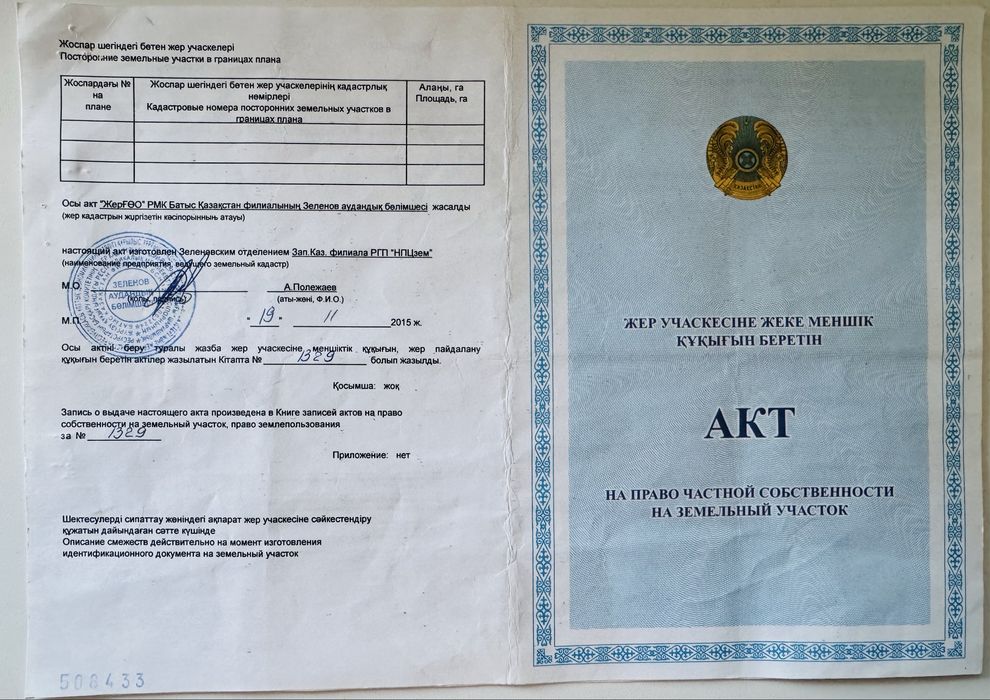 Жоспар шегіндегі бөтен жер учаскелері
Посторонние земельные участки в границах плана
Жоспардағы №
на
плане
Жоспар шегіндегі бөтен жер учаскелерінің кадастрлық
нөмірлері
Кадастровые номера посторонних земельных участков в
границах плана
Алаңы, га
Площадь, га
Осы акт "ЖерҒӨО" РМК Батыс Қазақстан филиалының Зеленов аудандық бөлімшесі жасалды
(жер кадастрын жүргізетін кәсіпорынның атауы)
настоящий акт изготовлен Зеленовским отделением Зап.Каз. филиала РГП "НПЦзем"
(наименование предприятия, ведущего земельный кадастр)
М.О. А.Полежаев
(қолы, подпись) (аты-жөні, Ф.И.О.)
ЗЕЛЕНОВ
АУДАНДЫҚ
БӨЛІМШЕСІ
М.П. " 19 " 11 2015 ж.
Осы актіні беру туралы жазба жер учаскесіне меншіктік құқығын, жер пайдалану
құқығын беретін актілер жазылатын Кітапта № 1329 болып жазылды.
Қосымша: жоқ
Запись о выдаче настоящего акта произведена в Книге записей актов на право
собственности на земельный участок, право землепользования
за № 1329
Приложение: нет
Шектесулерді сипаттау жөніндегі ақпарат жер учаскесіне сәйкестендіру
құжатын дайындаған сәтте күшінде
Описание смежеств действительно на момент изготовления
идентификационного документа на земельный участок
508433
ҚАЗАҚСТАН
ЖЕР УЧАСКЕСІНЕ ЖЕКЕ МЕНШІК
ҚҰҚЫҒЫН БЕРЕТІН
АКТ
НА ПРАВО ЧАСТНОЙ СОБСТВЕННОСТИ
НА ЗЕМЕЛЬНЫЙ УЧАСТОК